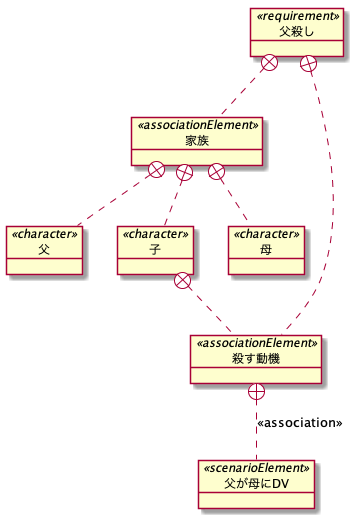 «requirement»
父殺し
«associationElement»
家族
«character»
父
«character»
子
«character»
母
«associationElement»
殺す動機
«association»
«scenarioElement»
父が母にDV